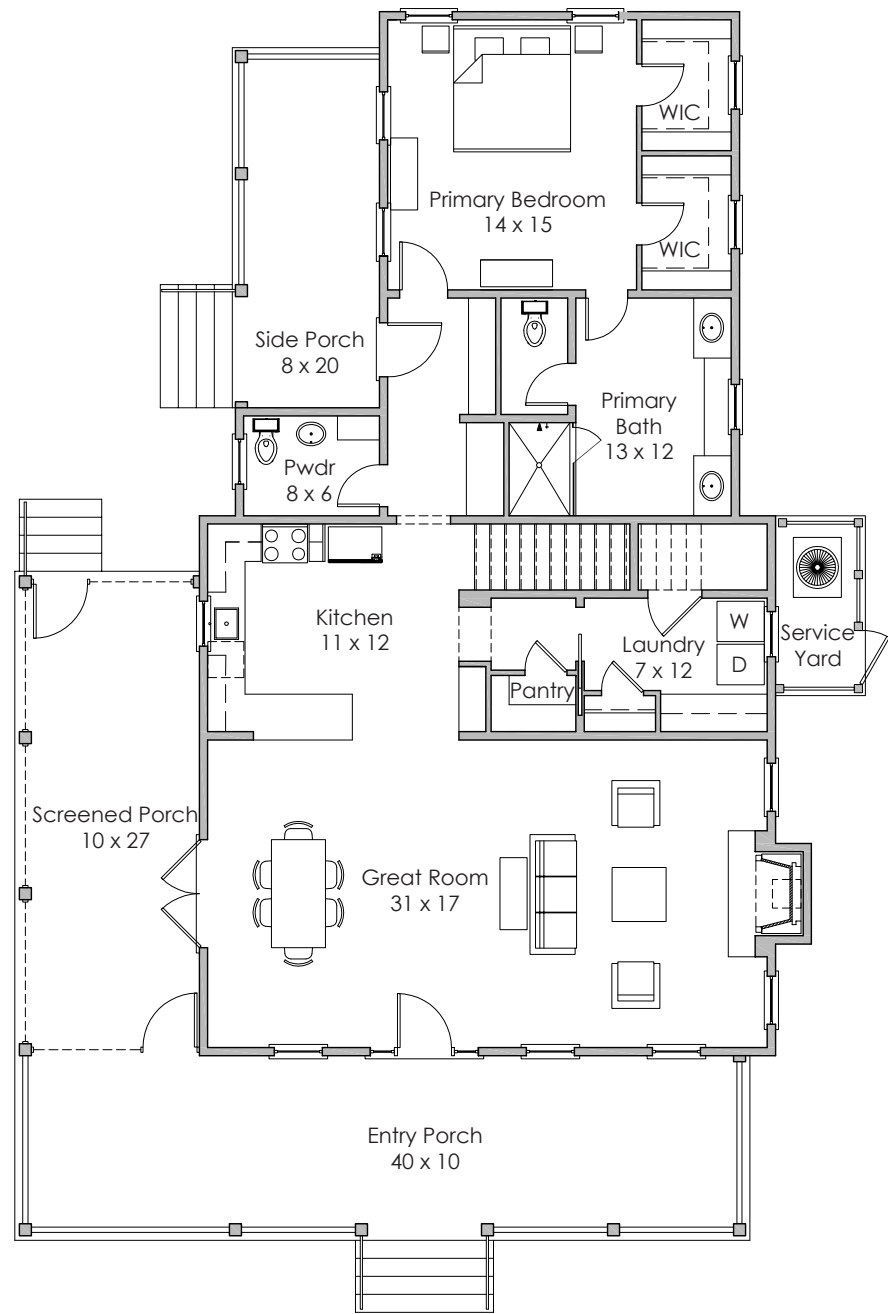 WIC
Primary Bedroom
14 x 15
WIC
Side Porch
8 x 20
Primary
Bath
13 x 12
Pwdr
8 x 6
Kitchen
11 x 12
Laundry
7 x 12
W
D
Service
Yard
Pantry
Screened Porch
10 x 27
Great Room
31 x 17
Entry Porch
40 x 10